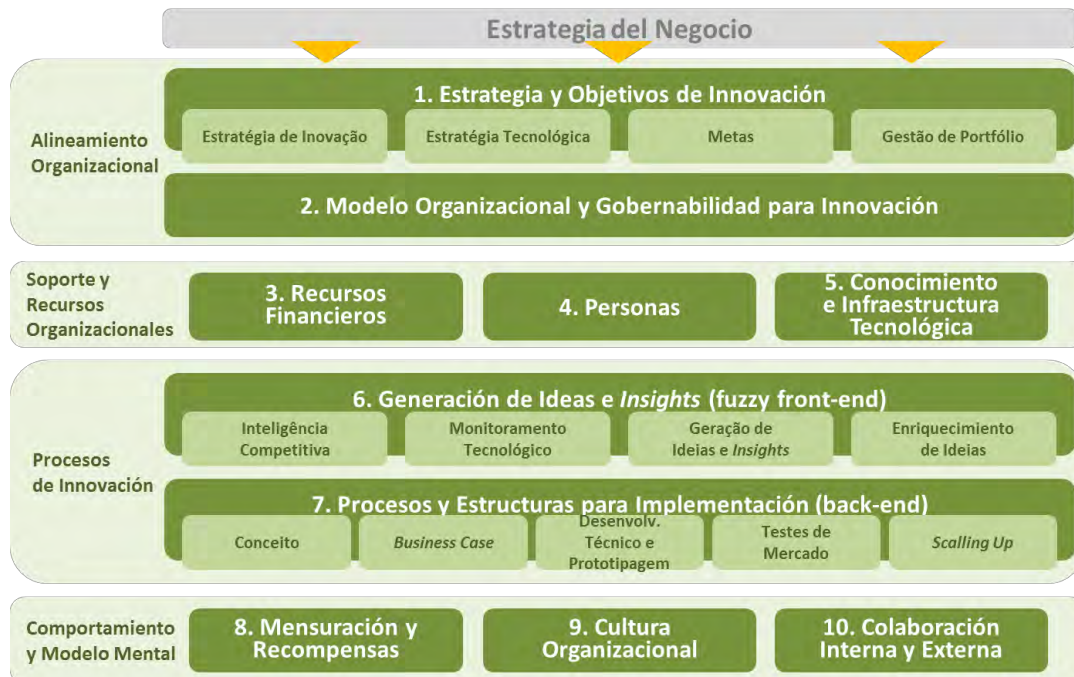 Estrategia del Negocio
Alineamiento
Organizacional
1. Estrategia y Objetivos de Innovación
Estratégia de Inovação
Estratégia Tecnológica
Metas
Gestão de Portfólio
2. Modelo Organizacional y Gobernabilidad para Innovación
Soporte y
Recursos
Organizacionales
3. Recursos
Financieros
4. Personas
5. Conocimiento
e Infraestructura
Tecnológica
Procesos
de Innovación
6. Generación de Ideas e Insights (fuzzy front-end)
Inteligência
Competitiva
Monitoramento
Tecnológico
Geração de
Ideias e Insights
Enriquecimiento
de Ideias
7. Procesos y Estructuras para Implementación (back-end)
Conceito
Business Case
Desenvolv.
Técnico e
Prototipagem
Testes de
Mercado
Scalling Up
Comportamiento
y Modelo Mental
8. Mensuración y
Recompensas
9. Cultura
Organizacional
10. Colaboración
Interna y Externa